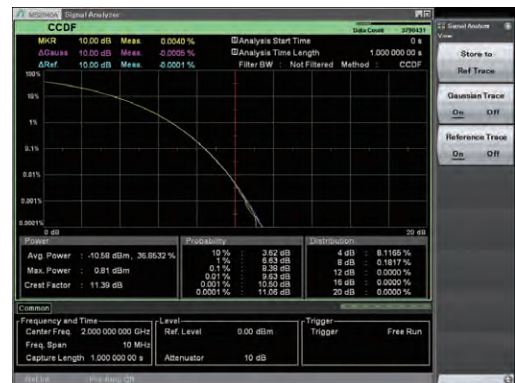 MS2840A Signal Analyzer
CCDF
Data Count 3790431
MKR 10.00 dB Meas. 0.0040 %
ΔGauss 10.00 dB Meas. -0.0005 %
ΔRef. 10.00 dB Meas. -0.0001 %
Analysis Start Time 0 s
Analysis Time Length 1.000 000 00 s
Filter BW : Not Filtered Method : CCDF
100%
10%
1%
0.1%
0.01%
0.001%
0.0001%
0 dB
20 dB
Power
Avg. Power : -10.58 dBm, 36.8532 %
Max. Power : 0.81 dBm
Crest Factor : 11.39 dB
Probability
10 % : 3.62 dB
1 % : 6.63 dB
0.1 % : 8.38 dB
0.01 % : 9.63 dB
0.001 % : 10.50 dB
0.0001 % : 11.06 dB
Distribution
4 dB : 8.1165 %
8 dB : 0.1817 %
12 dB : 0.0000 %
16 dB : 0.0000 %
20 dB : 0.0000 %
Common
Frequency and Time
Center Freq. 2.000 000 000 GHz
Freq. Span 10 MHz
Capture Length 1.000 000 00 s
Level
Ref. Level 0.00 dBm
Attenuator 10 dB
Trigger
Trigger Free Run
Ref.Int Pre-Amp Off
Signal Analyzer
View
Store to
Ref Trace
Gaussian Trace
On Off
Reference Trace
On Off